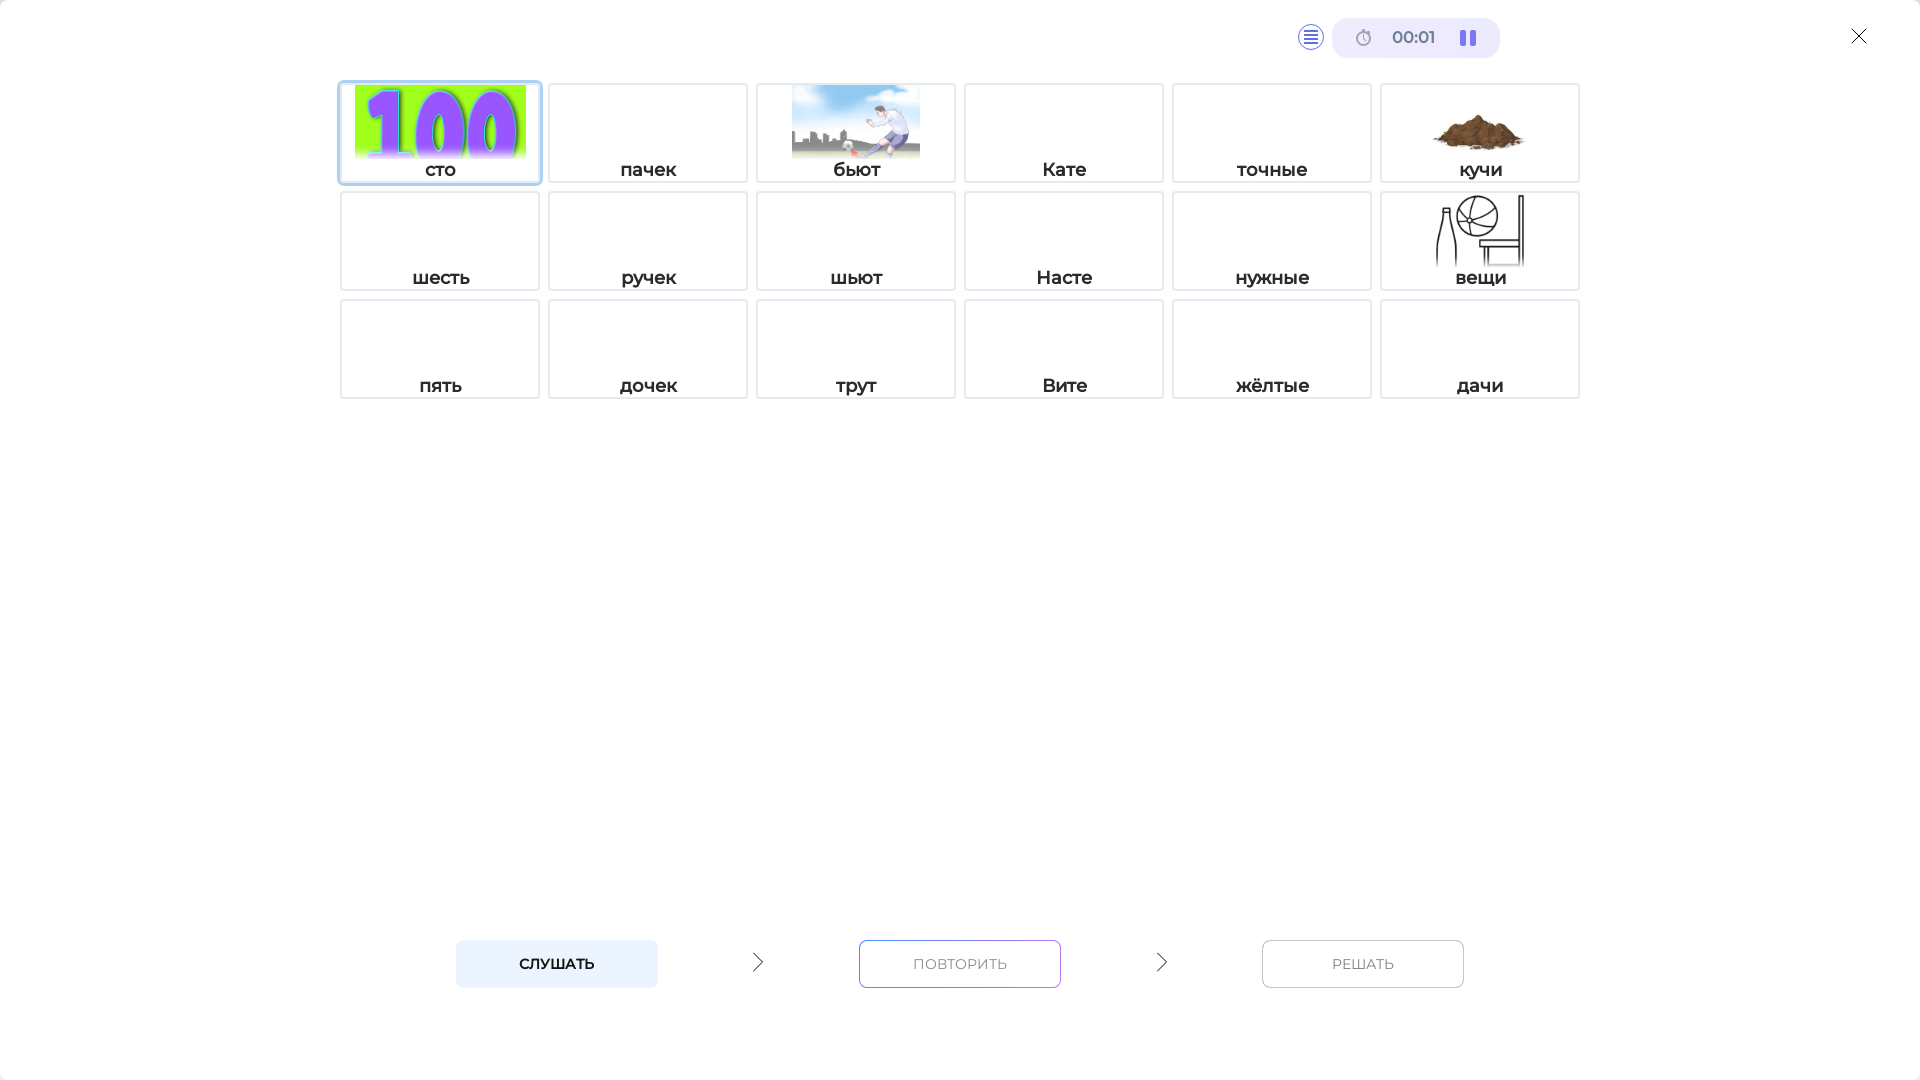 00:01
100
сто пачек бьют Кате точные кучи
шесть ручек шьют Насте нужные вещи
пять дочек трут Вите жёлтые дачи
СЛУШАТЬ ПОВТОРИТЬ РЕШАТЬ